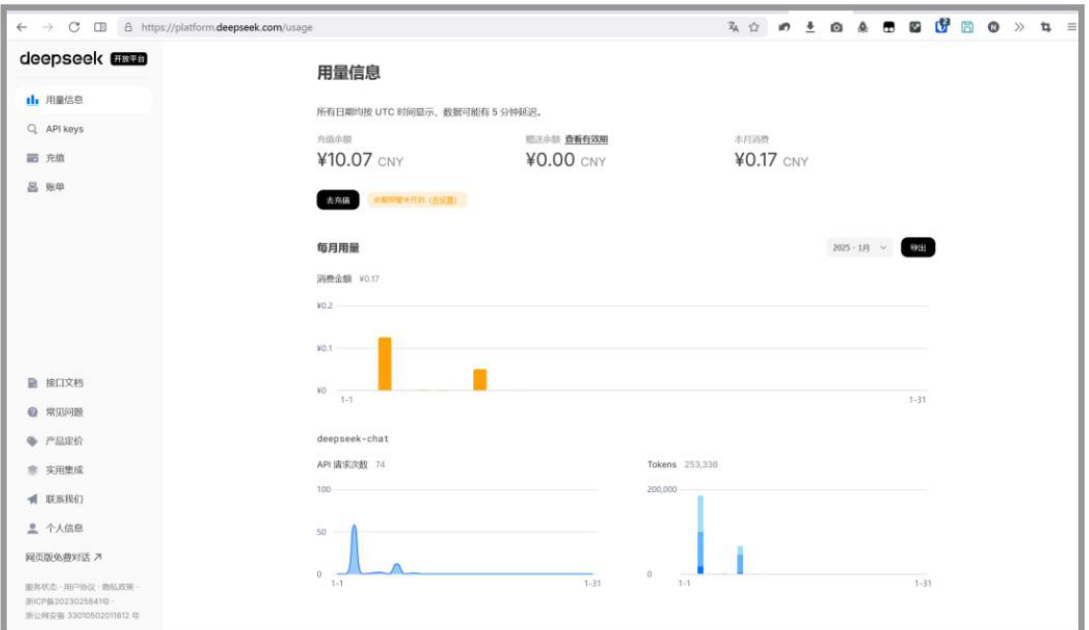 https://platform.deepseek.com/usage
deepseek 开放平台
用量信息
API keys
充值
账单
接口文档
常见问题
产品定价
实用集成
联系我们
个人信息
网页版免费对话 ↗
服务状态 · 用户协议 · 隐私政策 ·
浙ICP备2023025841号 ·
浙公网安备 33010502011812 号
用量信息
所有日期均按 UTC 时间显示，数据可能有 5 分钟延迟。
充值余额
¥10.07 CNY
赠送余额 查看有效期
¥0.00 CNY
本月消费
¥0.17 CNY
去充值
余额预警未开启 (去设置)
每月用量
2025 - 1月
导出
消费金额 ¥0.17
¥0.2
¥0.1
¥0
1-1
1-31
deepseek-chat
API 请求次数 74
100
50
0
1-1
1-31
Tokens 253,336
200,000
0
1-1
1-31